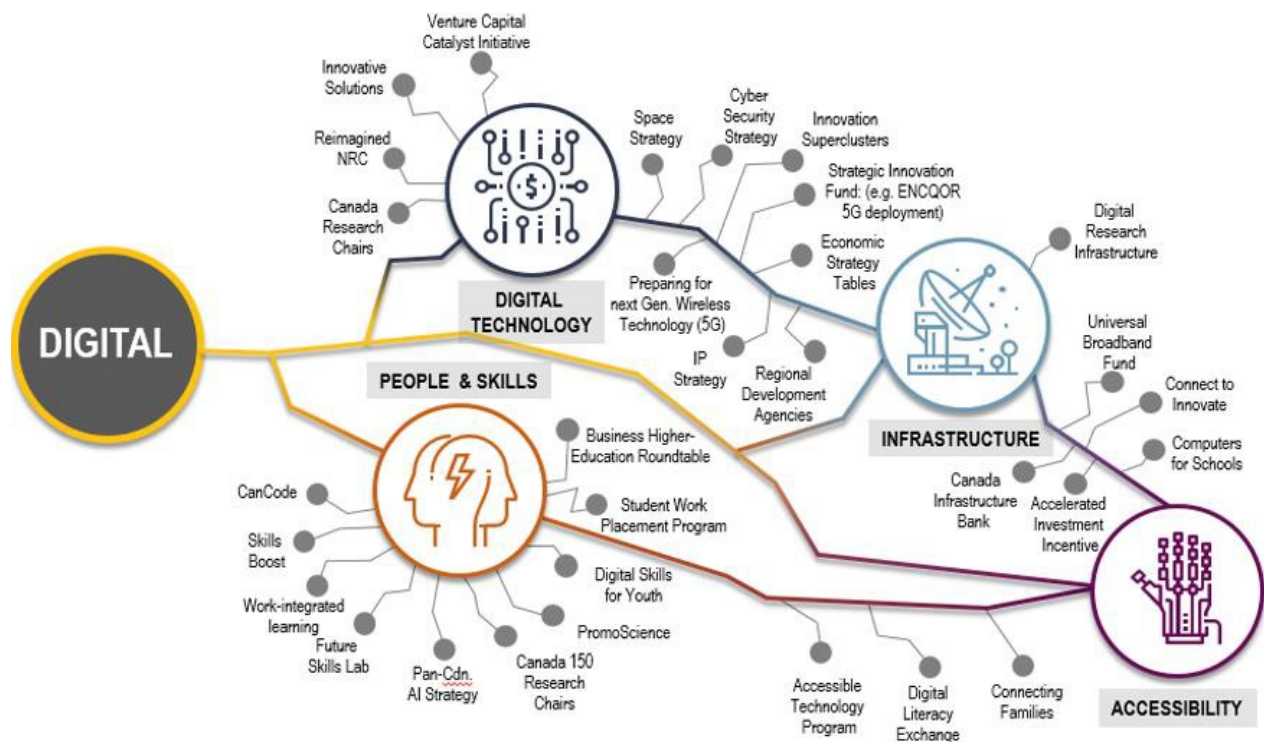 Venture Capital
Catalyst Initiative
Innovative
Solutions
Reimagined
NRC
Canada
Research
Chairs
Space
Strategy
Cyber
Security
Strategy
Innovation
Superclusters
Strategic Innovation
Fund: (e.g. ENCQOR
5G deployment)
Economic
Strategy
Tables
Digital
Research
Infrastructure
DIGITAL
DIGITAL
TECHNOLOGY
Preparing for
next Gen. Wireless
Technology (5G)
IP
Strategy
Regional
Development
Agencies
Universal
Broadband
Fund
Connect to
Innovate
Computers
for Schools
INFRASTRUCTURE
Canada
Infrastructure
Bank
Accelerated
Investment
Incentive
PEOPLE & SKILLS
Business Higher-
Education Roundtable
Student Work
Placement Program
CanCode
Skills
Boost
Work-integrated
learning
Future
Skills Lab
Pan-Cdn.
AI Strategy
Canada 150
Research
Chairs
PromoScience
Digital Skills
for Youth
Accessible
Technology
Program
Digital
Literacy
Exchange
Connecting
Families
ACCESSIBILITY